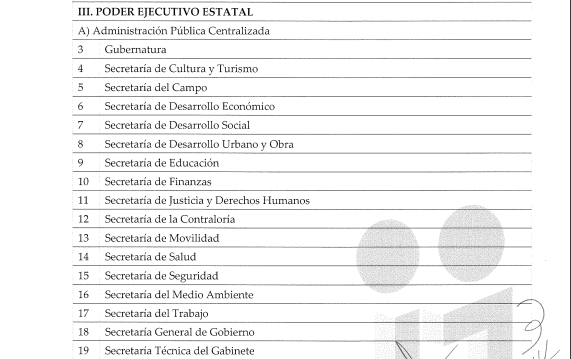 III. PODER EJECUTIVO ESTATAL
A) Administración Pública Centralizada
3 Gubernatura
4 Secretaría de Cultura y Turismo
5 Secretaría del Campo
6 Secretaría de Desarrollo Económico
7 Secretaría de Desarrollo Social
8 Secretaría de Desarrollo Urbano y Obra
9 Secretaría de Educación
10 Secretaría de Finanzas
11 Secretaría de Justicia y Derechos Humanos
12 Secretaría de la Contraloría
13 Secretaría de Movilidad
14 Secretaría de Salud
15 Secretaría de Seguridad
16 Secretaría del Medio Ambiente
17 Secretaría del Trabajo
18 Secretaría General de Gobierno
19 Secretaría Técnica del Gabinete